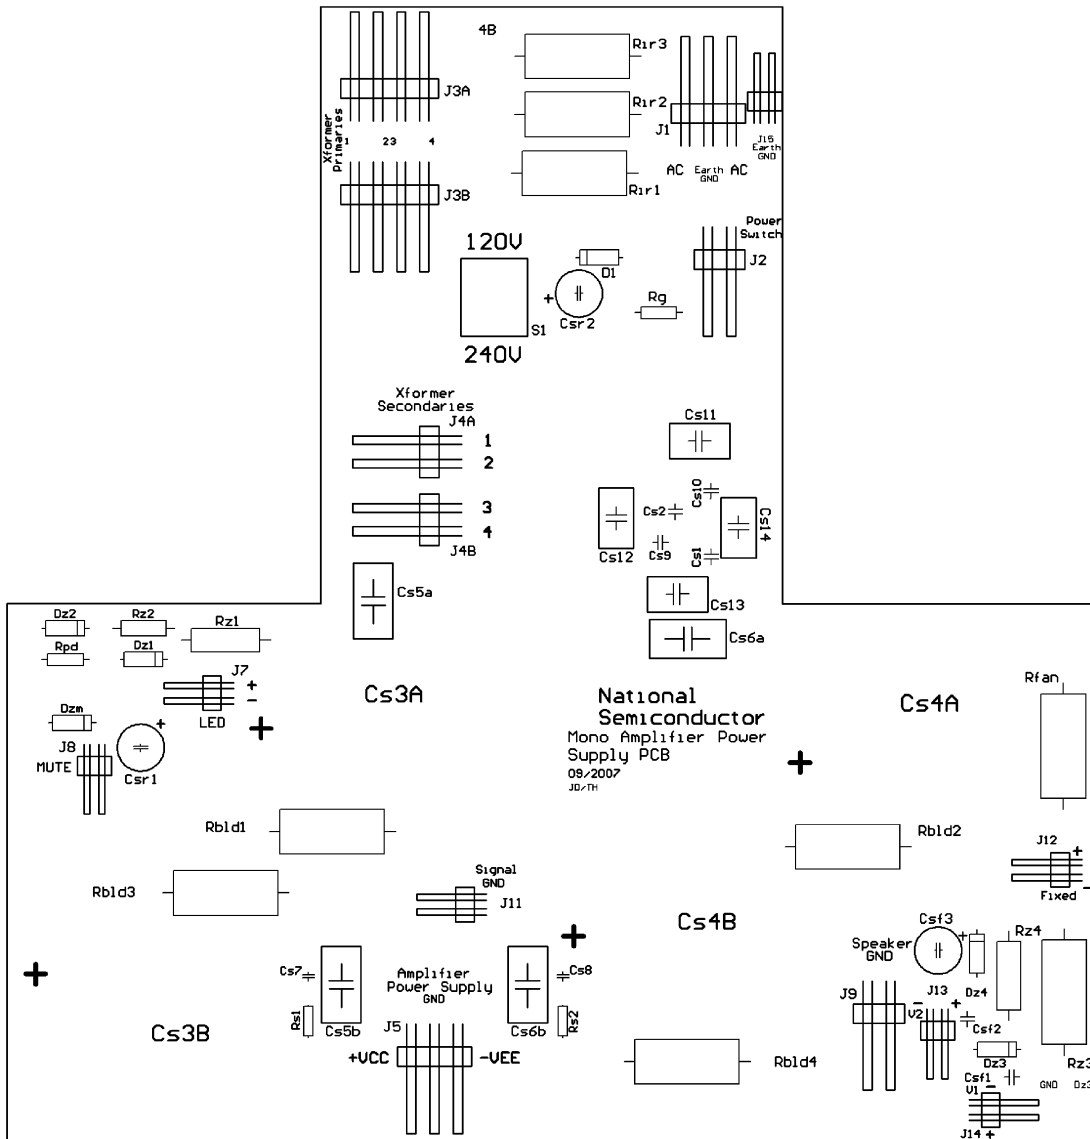 4B
Rir3
J3A
Rir2
J1
J15
Earth
GND
Xformer
Primaries
1 23 4
AC Earth GND AC
J3B
Rir1
Power
Switch
120V
J2
D1
Rg
+
Csr2
S1
240V
Xformer
Secondaries
J4A
1
2
3
4
J4B
Cs11
Cs10
Cs2
Cs14
Cs12
Cs9
Cs1
Cs5a
Cs13
Cs6a
Dz2
Rz2
Rz1
Rpd
Dz1
J7
+
-
LED
Dzm
+
J8
MUTE
Csr1
Cs3A
+
National
Semiconductor
Mono Amplifier Power
Supply PCB
09/2007
JD/TH
Cs4A
+
Rfan
Rbld1
Rbld2
J12
+
-
Fixed
Rbld3
Signal
GND
J11
Cs4B
Csf3
Rz4
+
Speaker
GND
+
+
Cs7
Amplifier
Power Supply
GND
Cs8
J9
J13
Dz4
V2
-
+
Csf2
Rs1
Cs5b
J5
Cs6b
Rs2
Cs3B
+VCC
-VEE
Rbld4
Dz3
Rz3
Csf1
GND Dz3
V1
-
J14 +